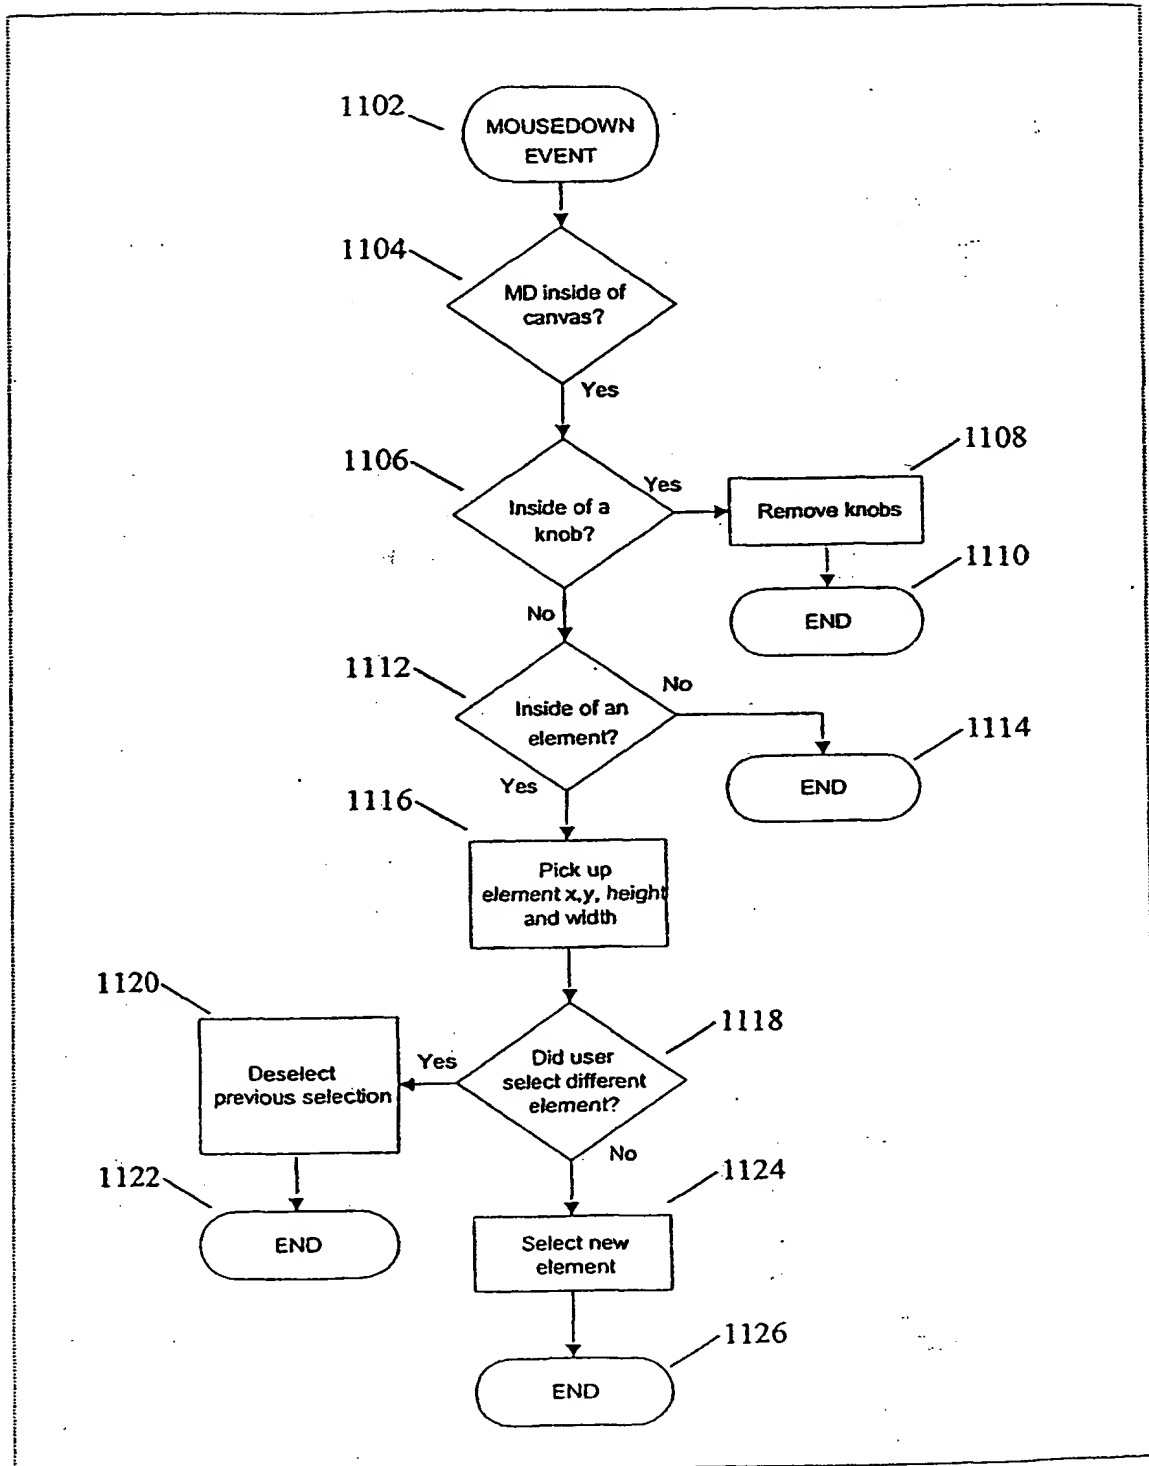 1102
MOUSEDOWN
EVENT
1104
MD inside of
canvas?
Yes
1106
Inside of a
knob?
Yes
1108
Remove knobs
1110
END
No
1112
Inside of an
element?
No
1114
END
Yes
1116
Pick up
element x,y, height
and width
1120
Deselect
previous selection
Yes
1118
Did user
select different
element?
No
1122
END
1124
Select new
element
1126
END